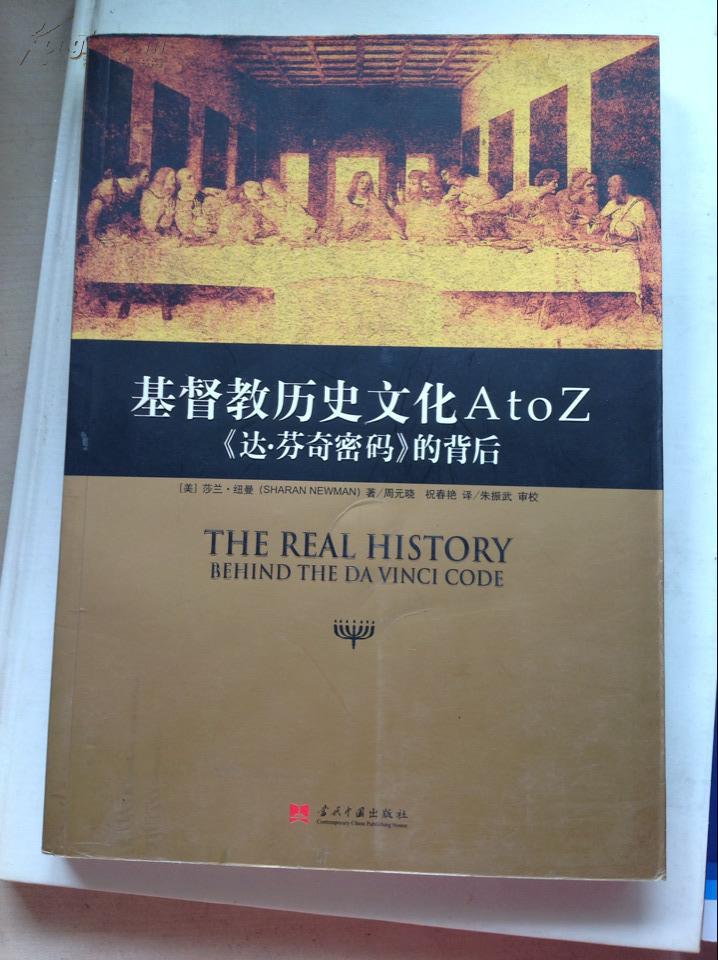 基督教历史文化AtoZ
《达·芬奇密码》的背后
[美] 莎兰·纽曼 (SHARAN NEWMAN) 著/周元晓 祝春艳 译/朱振武 审校
THE REAL HISTORY
BEHIND THE DA VINCI CODE
当代中国出版社
Contemporary China Publishing House